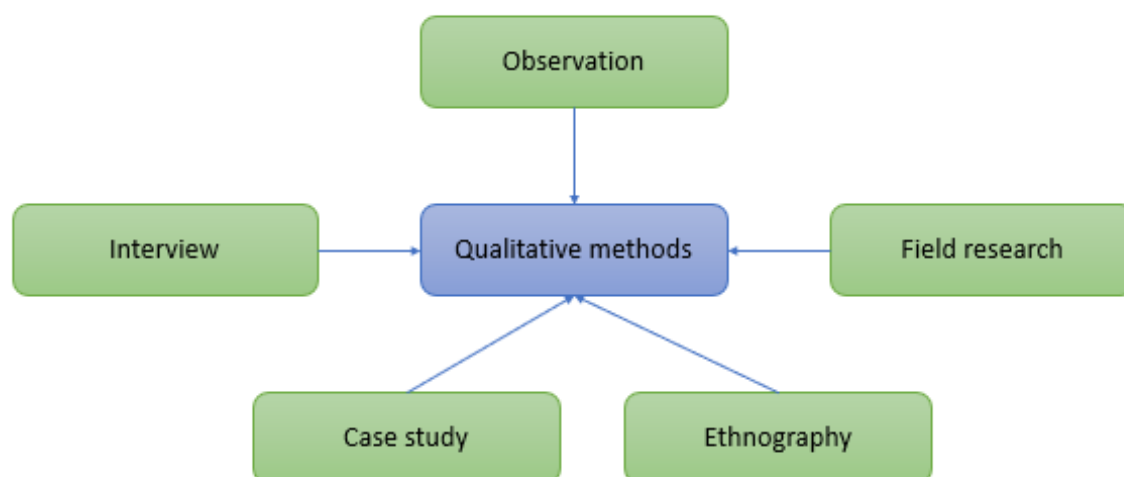 Observation
Interview
Qualitative methods
Field research
Case study
Ethnography